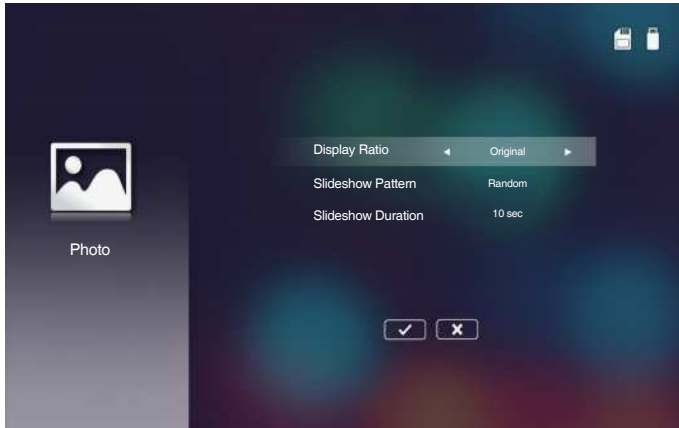 Display Ratio Original
Slideshow Pattern Random
Slideshow Duration 10 sec
Photo